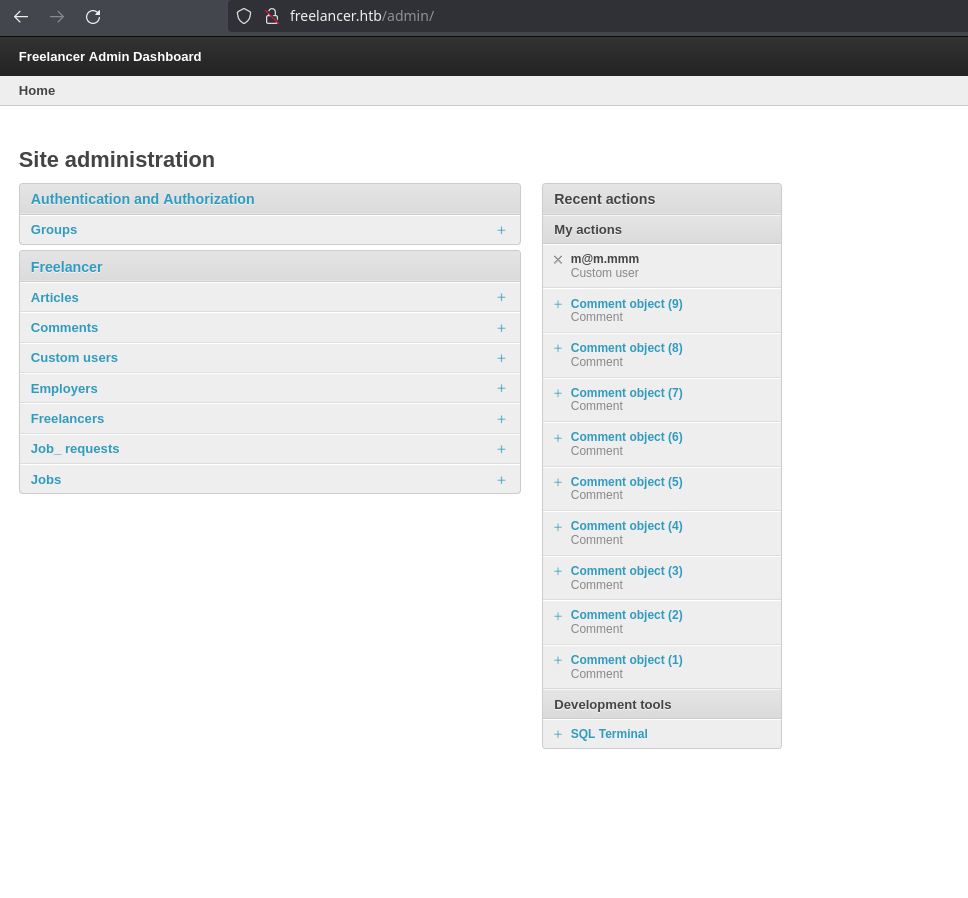 freelancer.htb/admin/
Freelancer Admin Dashboard
Home
Site administration
Authentication and Authorization
Groups
+
Freelancer
Articles
+
Comments
+
Custom users
+
Employers
+
Freelancers
+
Job_ requests
+
Jobs
+
Recent actions
My actions
m@m.mmm
Custom user
+ Comment object (9)
Comment
+ Comment object (8)
Comment
+ Comment object (7)
Comment
+ Comment object (6)
Comment
+ Comment object (5)
Comment
+ Comment object (4)
Comment
+ Comment object (3)
Comment
+ Comment object (2)
Comment
+ Comment object (1)
Comment
Development tools
+ SQL Terminal